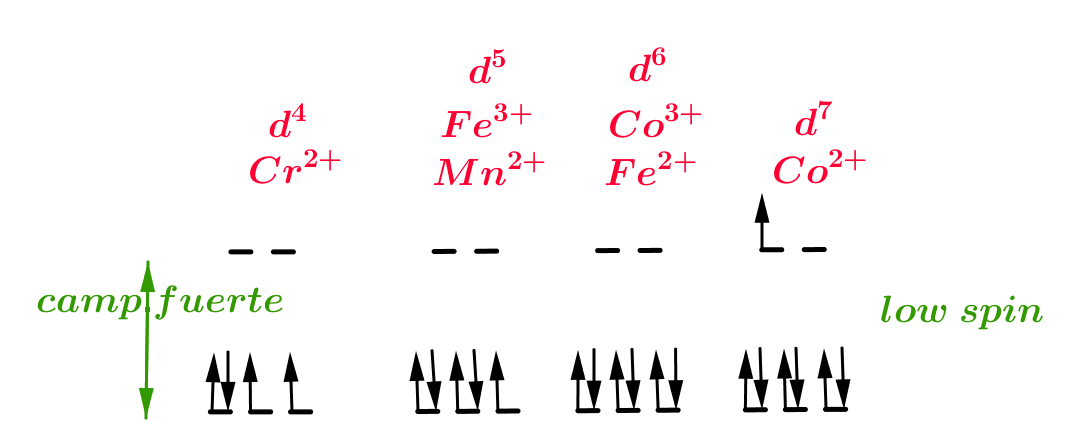 d⁴
Cr²⁺
d⁵
Fe³⁺
Mn²⁺
d⁶
Co³⁺
Fe²⁺
d⁷
Co²⁺
camp fuerte
low spin